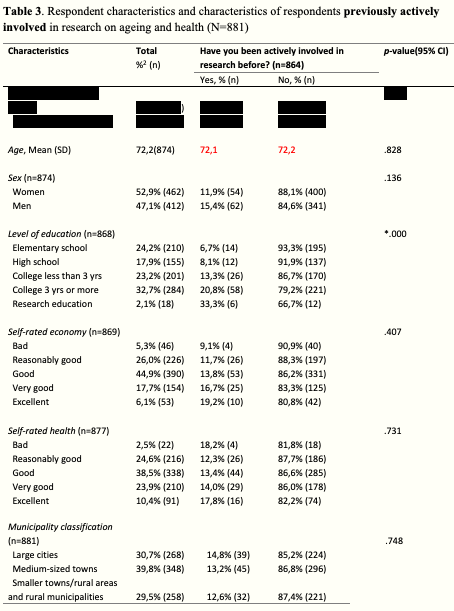 Table 3. Respondent characteristics and characteristics of respondents previously actively
involved in research on ageing and health (N=881)
Characteristics Total Have you been actively involved in p-value(95% CI)
%² (n) research before? (n=864)
Yes, % (n) No, % (n)
)
Age, Mean (SD) 72,2(874) 72,1 72,2 .828
Sex (n=874) .136
Women 52,9% (462) 11,9% (54) 88,1% (400)
Men 47,1% (412) 15,4% (62) 84,6% (341)
Level of education (n=868) *.000
Elementary school 24,2% (210) 6,7% (14) 93,3% (195)
High school 17,9% (155) 8,1% (12) 91,9% (137)
College less than 3 yrs 23,2% (201) 13,3% (26) 86,7% (170)
College 3 yrs or more 32,7% (284) 20,8% (58) 79,2% (221)
Research education 2,1% (18) 33,3% (6) 66,7% (12)
Self-rated economy (n=869) .407
Bad 5,3% (46) 9,1% (4) 90,9% (40)
Reasonably good 26,0% (226) 11,7% (26) 88,3% (197)
Good 44,9% (390) 13,8% (53) 86,2% (331)
Very good 17,7% (154) 16,7% (25) 83,3% (125)
Excellent 6,1% (53) 19,2% (10) 80,8% (42)
Self-rated health (n=877) .731
Bad 2,5% (22) 18,2% (4) 81,8% (18)
Reasonably good 24,6% (216) 12,3% (26) 87,7% (186)
Good 38,5% (338) 13,4% (44) 86,6% (285)
Very good 23,9% (210) 14,0% (29) 86,0% (178)
Excellent 10,4% (91) 17,8% (16) 82,2% (74)
Municipality classification
(n=881) .748
Large cities 30,7% (268) 14,8% (39) 85,2% (224)
Medium-sized towns 39,8% (348) 13,2% (45) 86,8% (296)
Smaller towns/rural areas
and rural municipalities 29,5% (258) 12,6% (32) 87,4% (221)